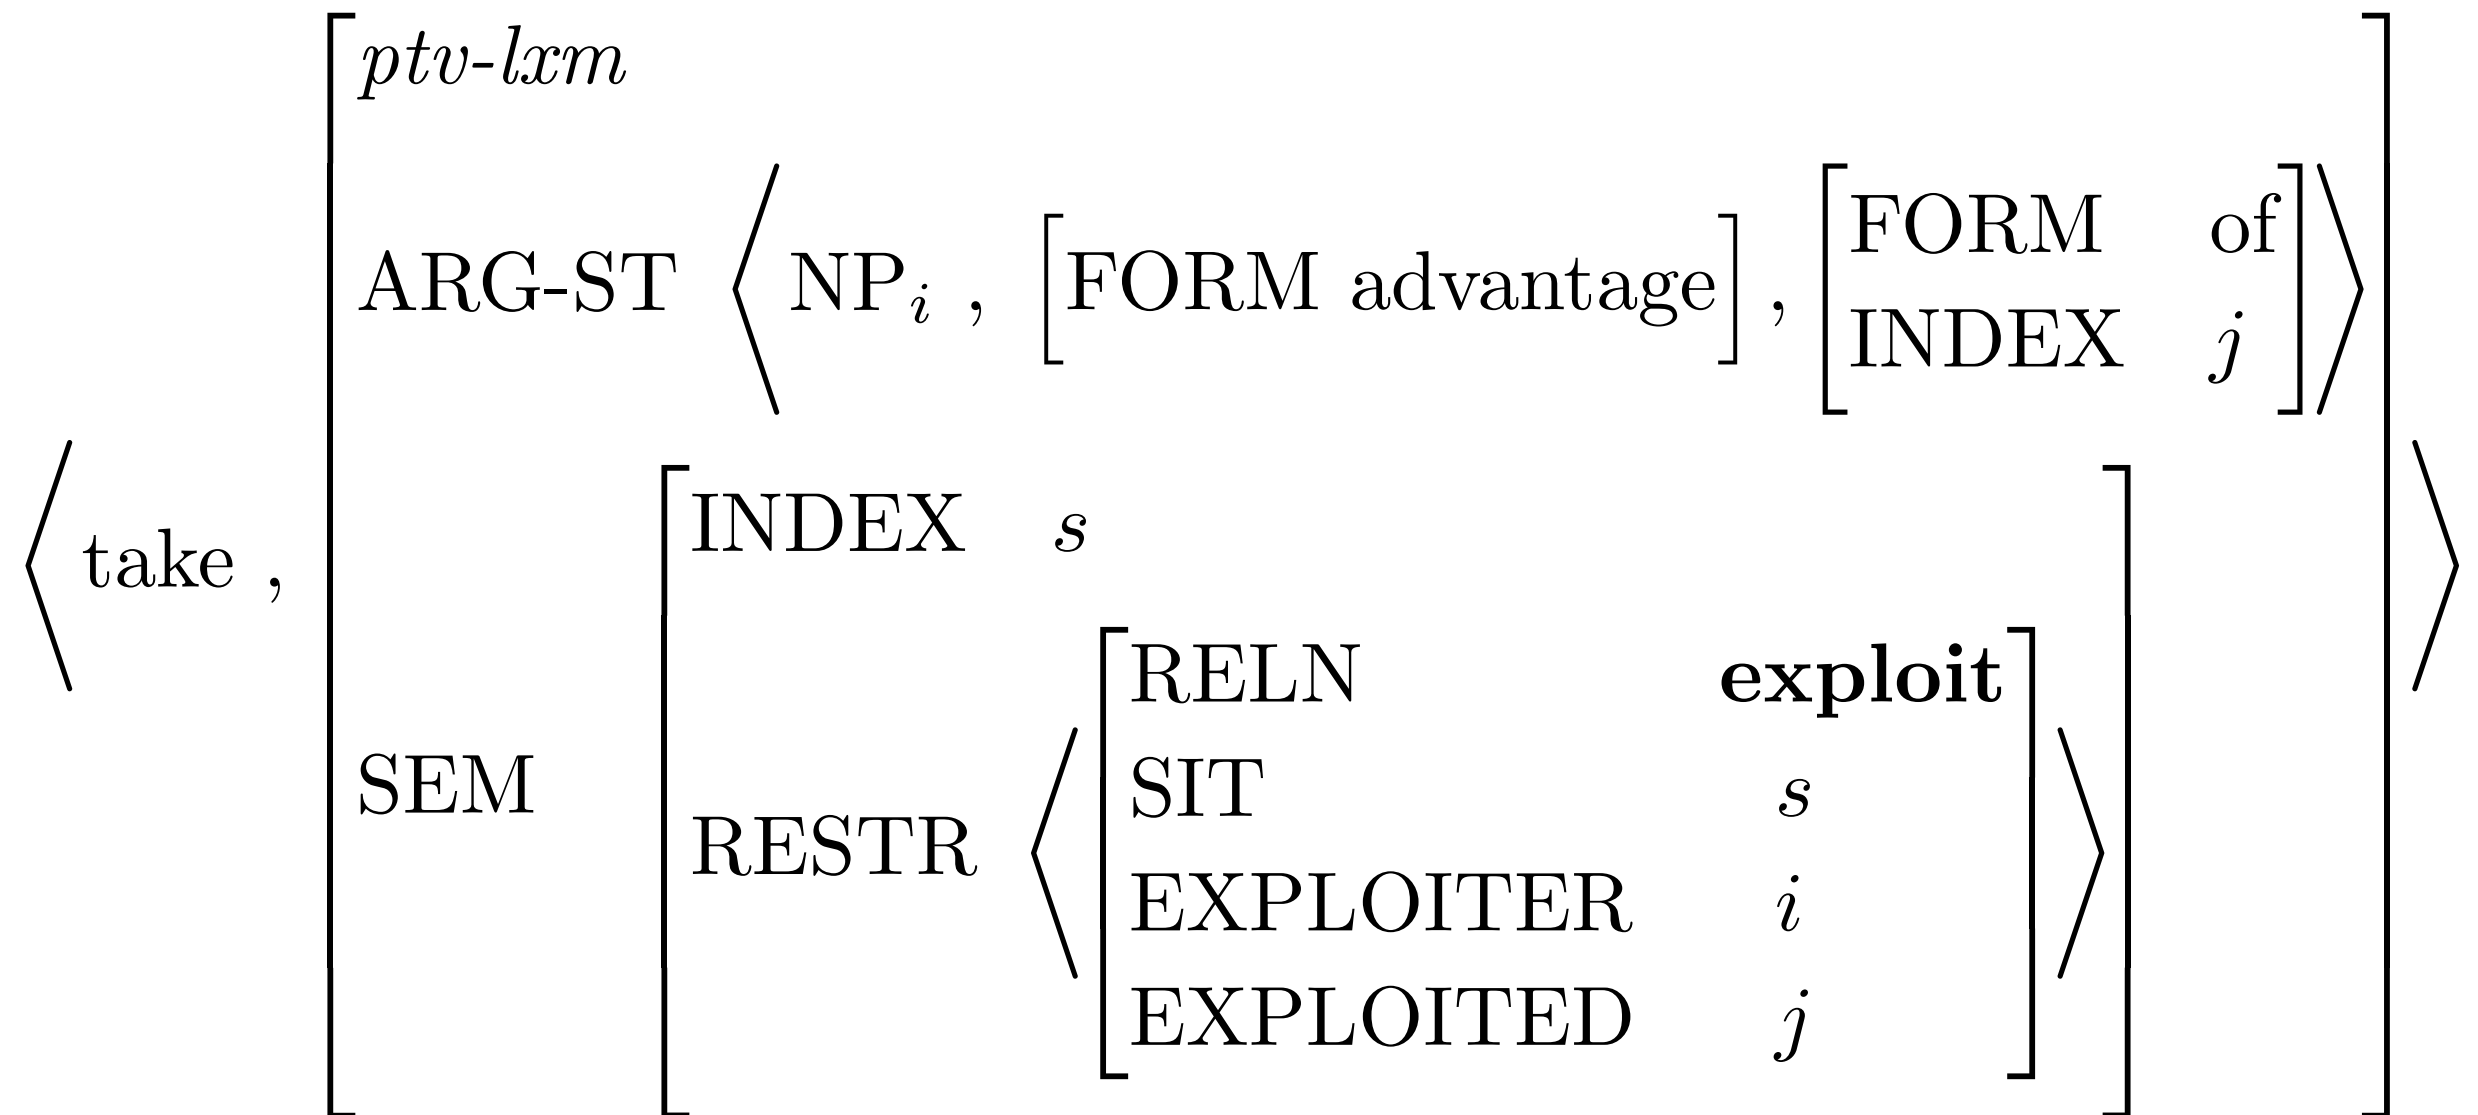 ptv-lxm
ARG-ST ⟨ NP_i , [FORM advantage] , [FORM of
INDEX j] ⟩
⟨ take ,
SEM
INDEX s
RESTR
RELN exploit
SIT s
EXPLOITER i
EXPLOITED j ⟩